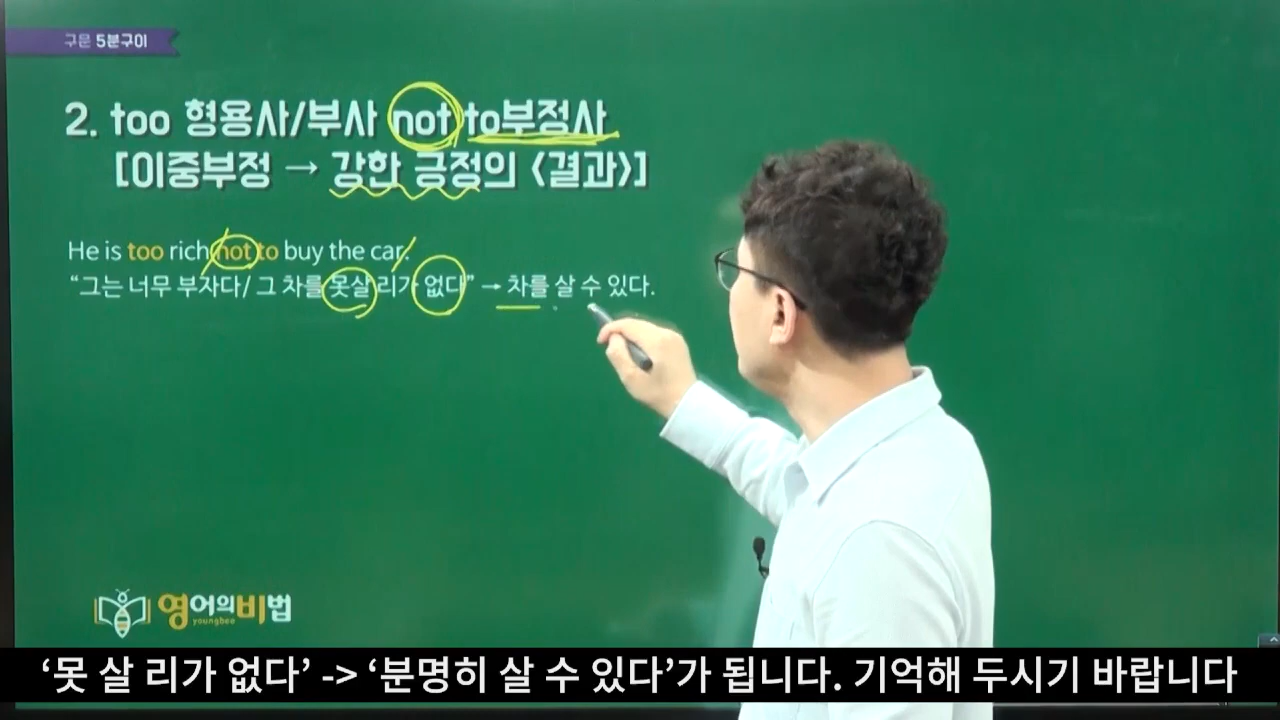 구문 5분구이
2. too 형용사/부사 not to부정사
[이중부정 → 강한 긍정의 <결과>]
He is too rich not to buy the car.
“그는 너무 부자다/ 그 차를 못살 리가 없다” → 차를 살 수 있다.
영어의비법
youngbee
‘못 살 리가 없다’ -> ‘분명히 살 수 있다’가 됩니다. 기억해 두시기 바랍니다